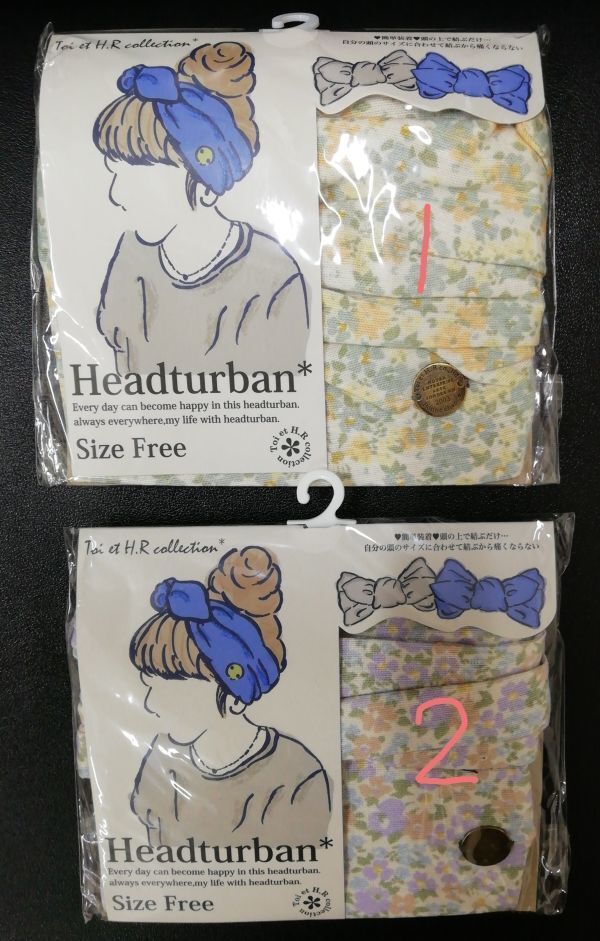 Toi et H.R collection*
♥簡単装着♥頭の上で結ぶだけ…
自分の頭のサイズに合わせて結ぶから痛くならない
1
Headturban*
Every day can become happy in this headturban.
always everywhere,my life with headturban.
Size Free
Toi et H.R collection
Toi et H.R collection*
♥簡単装着♥頭の上で結ぶだけ…
自分の頭のサイズに合わせて結ぶから痛くならない
2
Headturban*
Every day can become happy in this headturban.
always everywhere,my life with headturban.
Size Free
Toi et H.R collection